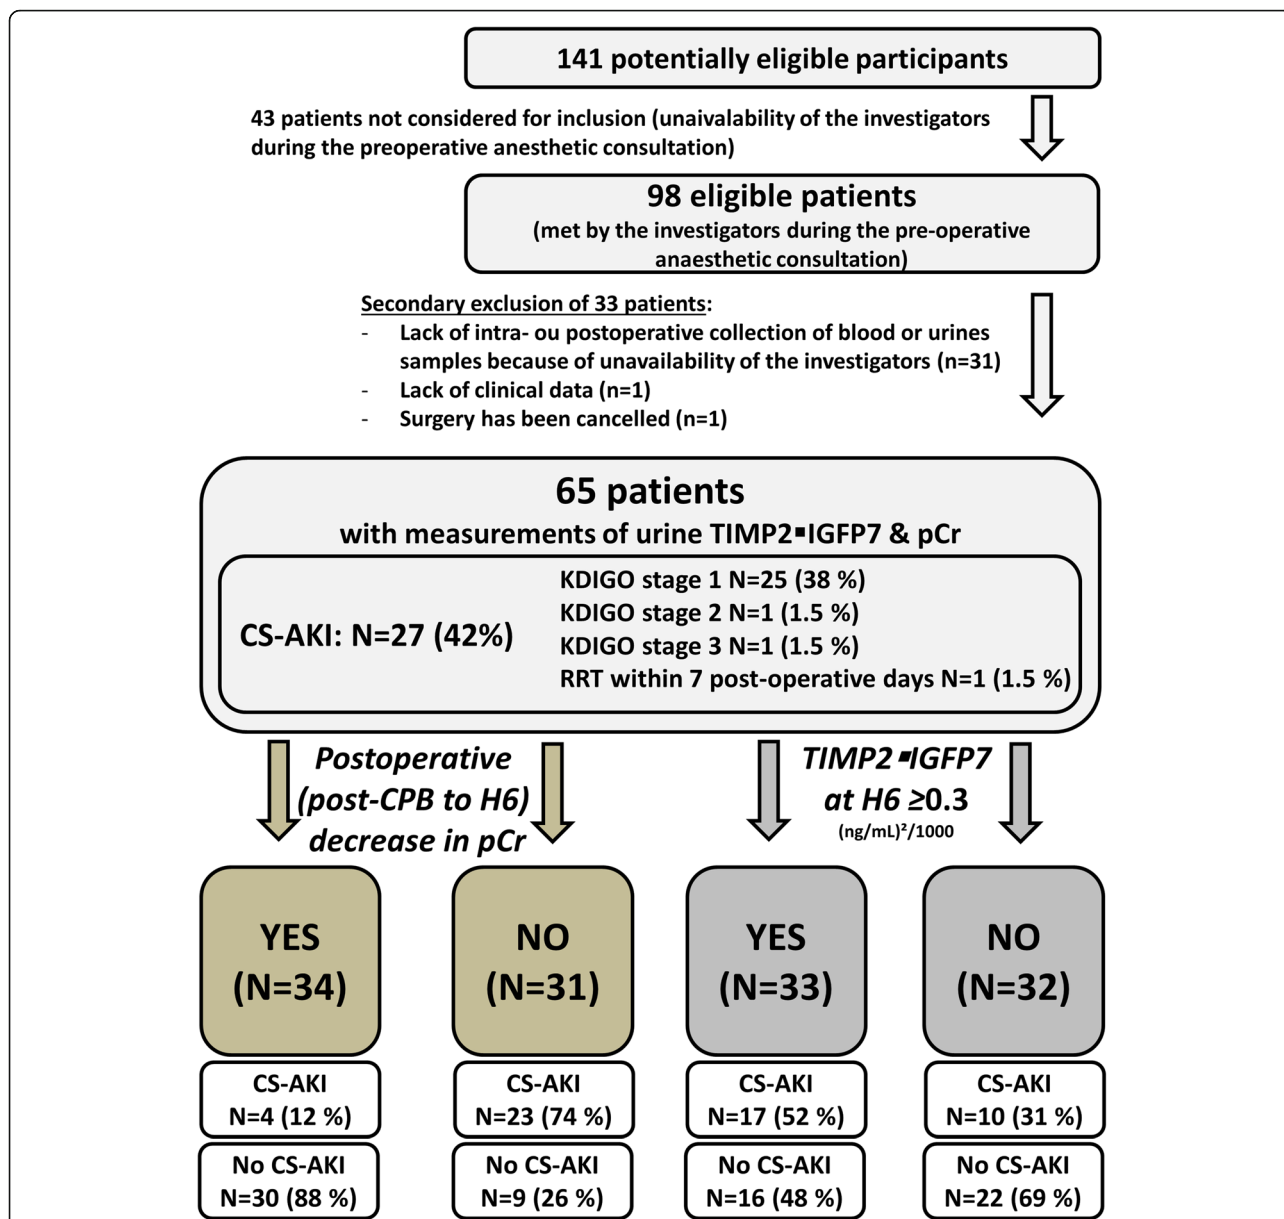 141 potentially eligible participants
43 patients not considered for inclusion (unaivalability of the investigators
during the preoperative anesthetic consultation)
98 eligible patients
(met by the investigators during the pre-operative
anaesthetic consultation)
Secondary exclusion of 33 patients:
- Lack of intra- ou postoperative collection of blood or urines
samples because of unavailability of the investigators (n=31)
- Lack of clinical data (n=1)
- Surgery has been cancelled (n=1)
65 patients
with measurements of urine TIMP2▪IGFP7 & pCr
CS-AKI: N=27 (42%)
KDIGO stage 1 N=25 (38 %)
KDIGO stage 2 N=1 (1.5 %)
KDIGO stage 3 N=1 (1.5 %)
RRT within 7 post-operative days N=1 (1.5 %)
Postoperative
(post-CPB to H6)
decrease in pCr
TIMP2▪IGFP7
at H6 ≥0.3
(ng/mL)²/1000
YES
(N=34)
NO
(N=31)
YES
(N=33)
NO
(N=32)
CS-AKI
N=4 (12 %)
CS-AKI
N=23 (74 %)
CS-AKI
N=17 (52 %)
CS-AKI
N=10 (31 %)
No CS-AKI
N=30 (88 %)
No CS-AKI
N=9 (26 %)
No CS-AKI
N=16 (48 %)
No CS-AKI
N=22 (69 %)